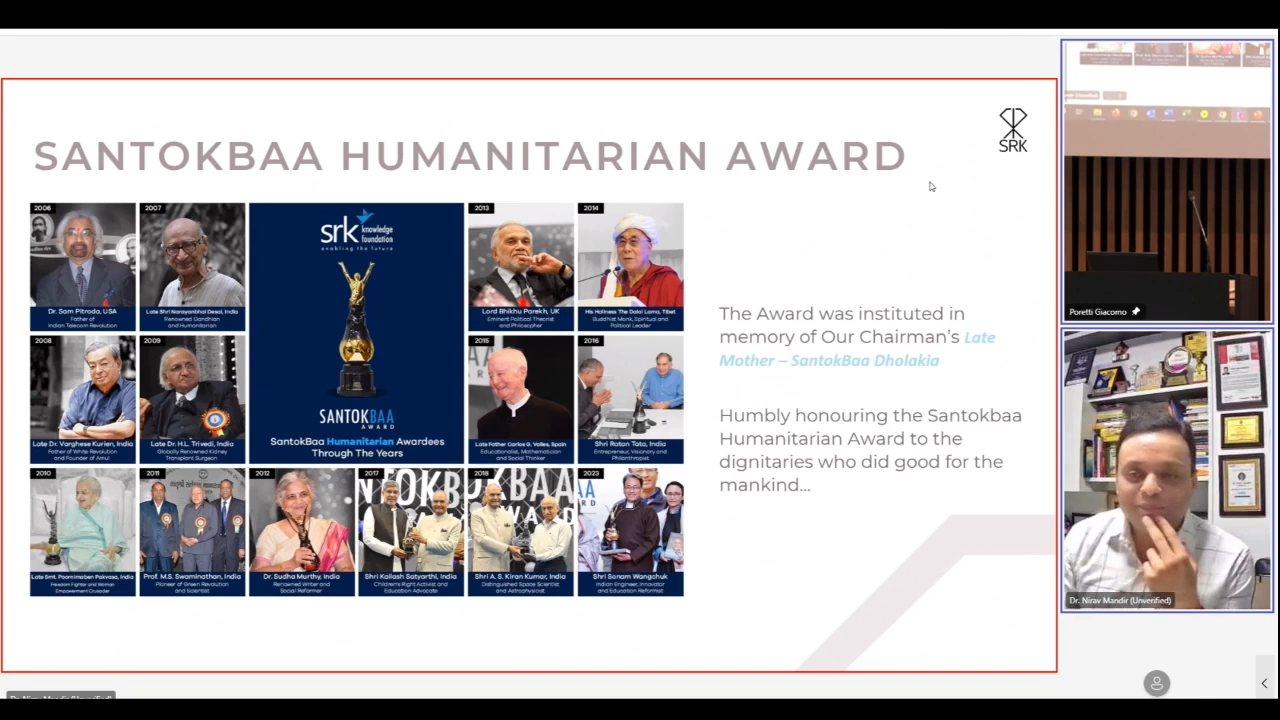 SANTOKBAA HUMANITARIAN AWARD
SRK
2006
Dr. Sam Pitroda, USA
Father of
Indian Telecom Revolution
2007
Late Shri Narayanbhai Desai, India
Renowned Gandhian
and Humanitarian
srk knowledge
foundation
enabling the future
SANTOKBAA
AWARD
SantokBaa Humanitarian Awardees
Through The Years
2013
Lord Bhikhu Parekh, UK
Eminent Political Theorist
and Philosopher
2014
His Holiness The Dalai Lama, Tibet
Buddhist Monk, Spiritual and
Political Leader
2008
Late Dr. Varghese Kurien, India
Father of White Revolution
and Founder of Amul
2009
Late Dr. H.L. Trivedi, India
Globally Renowned Kidney
Transplant Surgeon
2015
Late Father Carlos G. Valles, Spain
Educationalist, Mathematician
and Social Thinker
2016
Shri Ratan Tata, India
Entrepreneur, Visionary and
Philanthropist
2010
Late Smt. Poornimaben Pakvasa, India
Freedom Fighter and Woman
Empowerment Crusader
2011
Prof. M.S. Swaminathan, India
Pioneer of Green Revolution
and Scientist
2012
Dr. Sudha Murthy, India
Renowned Writer and
Social Reformer
2017
Shri Kailash Satyarthi, India
Children's Right Activist and
Education Advocate
2018
Shri A. S. Kiran Kumar, India
Distinguished Space Scientist
and Astrophysicist
2023
Shri Sonam Wangchuk
Indian Engineer, Innovator
and Education Reformist
The Award was instituted in
memory of Our Chairman's Late
Mother – SantokBaa Dholakia
Humbly honouring the Santokbaa
Humanitarian Award to the
dignitaries who did good for the
mankind...
Poretti Giacomo
Dr. Nirav Mandir (Unverified)
Dr. Nirav Mandir (Unverified)